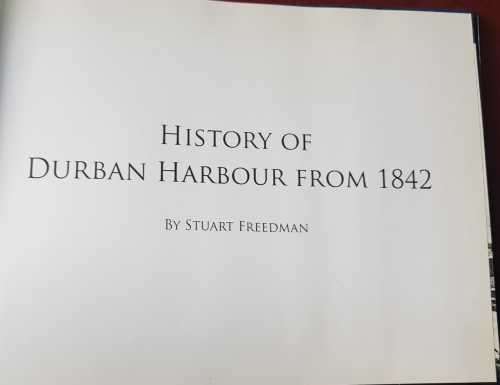 History of
Durban Harbour from 1842
By Stuart Freedman